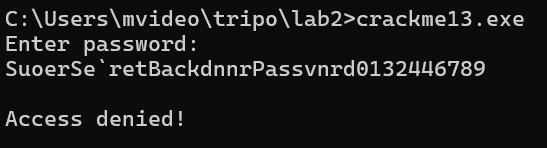 C:\Users\mvideo\tripo\lab2>crackme13.exe
Enter password:
SuoerSe`retBackdnnrPassvnrd0132446789
Access denied!